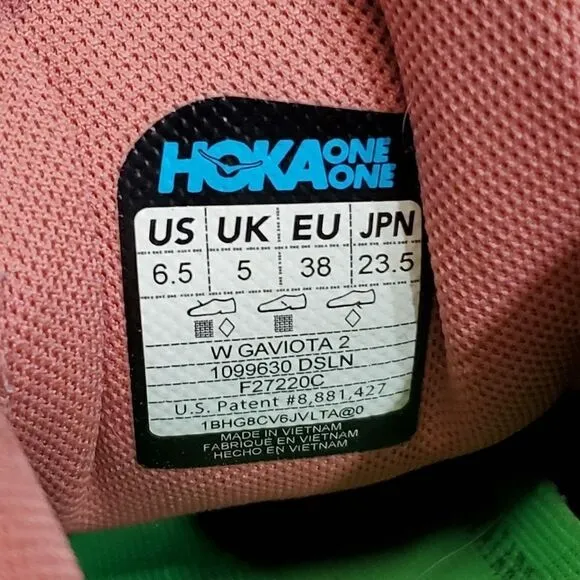 HOKA ONE ONE
US UK EU JPN
6.5 5 38 23.5
W GAVIOTA 2
1099630 DSLN
F27220C
U.S. Patent #8,881,427
1BHG8CV6JVLTA@0
MADE IN VIETNAM
FABRIQUÉ EN VIETNAM
HECHO EN VIETNAM